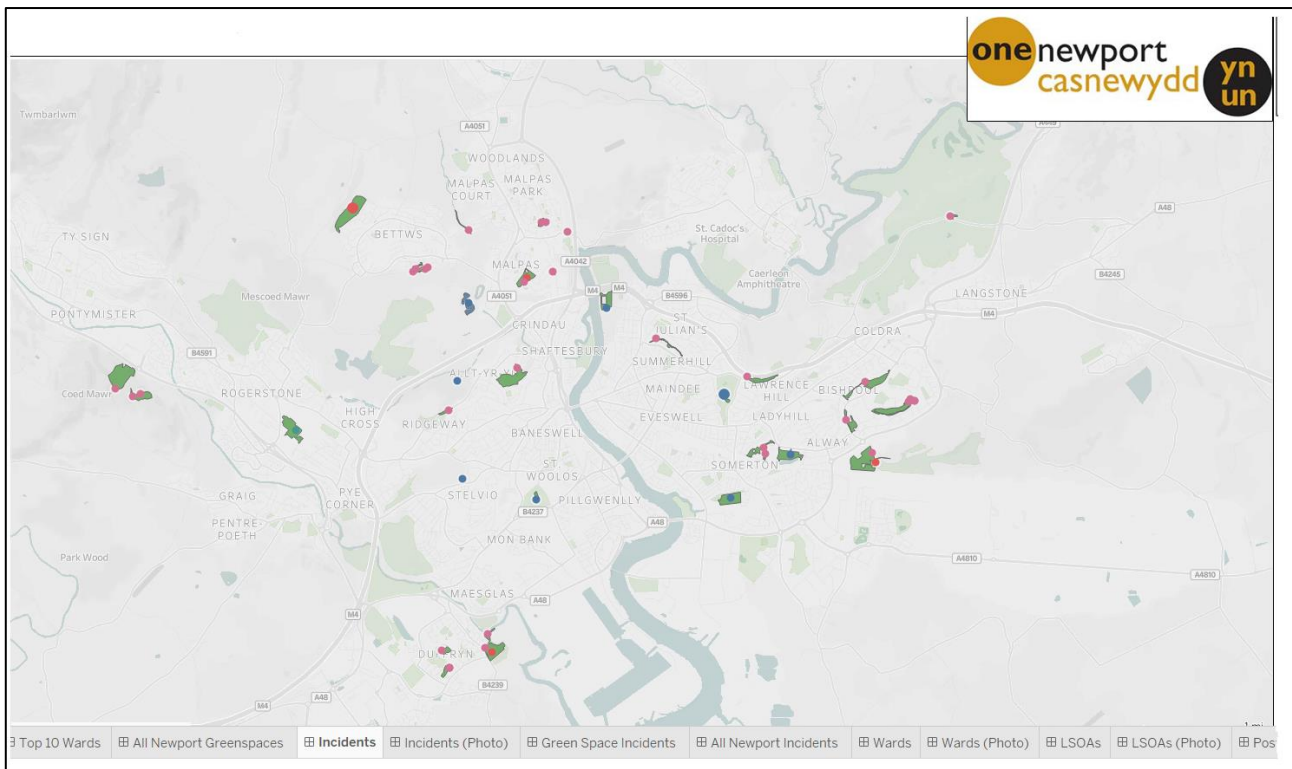 one newport
casnewydd
yn
un
Twmbarlwm
A4051
A449
WOODLANDS
MALPAS
COURT
MALPAS
PARK
A48
TY SIGN
BETTWS
St. Cadoc's
Hospital
MALPAS
A4042
Caerleon
Amphitheatre
B4245
Mescoed Mawr
A4051
M4
M4
B4596
LANGSTONE
M4
PONTYMISTER
CRINDAU
ST.
JULIAN'S
COLDRA
B4591
SHAFTESBURY
SUMMERHILL
Coed Mawr
ROGERSTONE
ALLT-YR-YN
MAINDEE
LAWRENCE
HILL
BISHPOOL
HIGH
CROSS
RIDGEWAY
EVESWELL
LADYHILL
BANESWELL
ALWAY
ST.
WOOLOS
SOMERTON
GRAIG
PYE
CORNER
STELVIO
PILLGWENLLY
B4237
PENTRE-
POETH
A48
MON BANK
Park Wood
A4810
A4810
MAESGLAS
A48
M4
DUFFRYN
B4239
A48
M4
Top 10 Wards
All Newport Greenspaces
Incidents
Incidents (Photo)
Green Space Incidents
All Newport Incidents
Wards
Wards (Photo)
LSOAs
LSOAs (Photo)
Pos